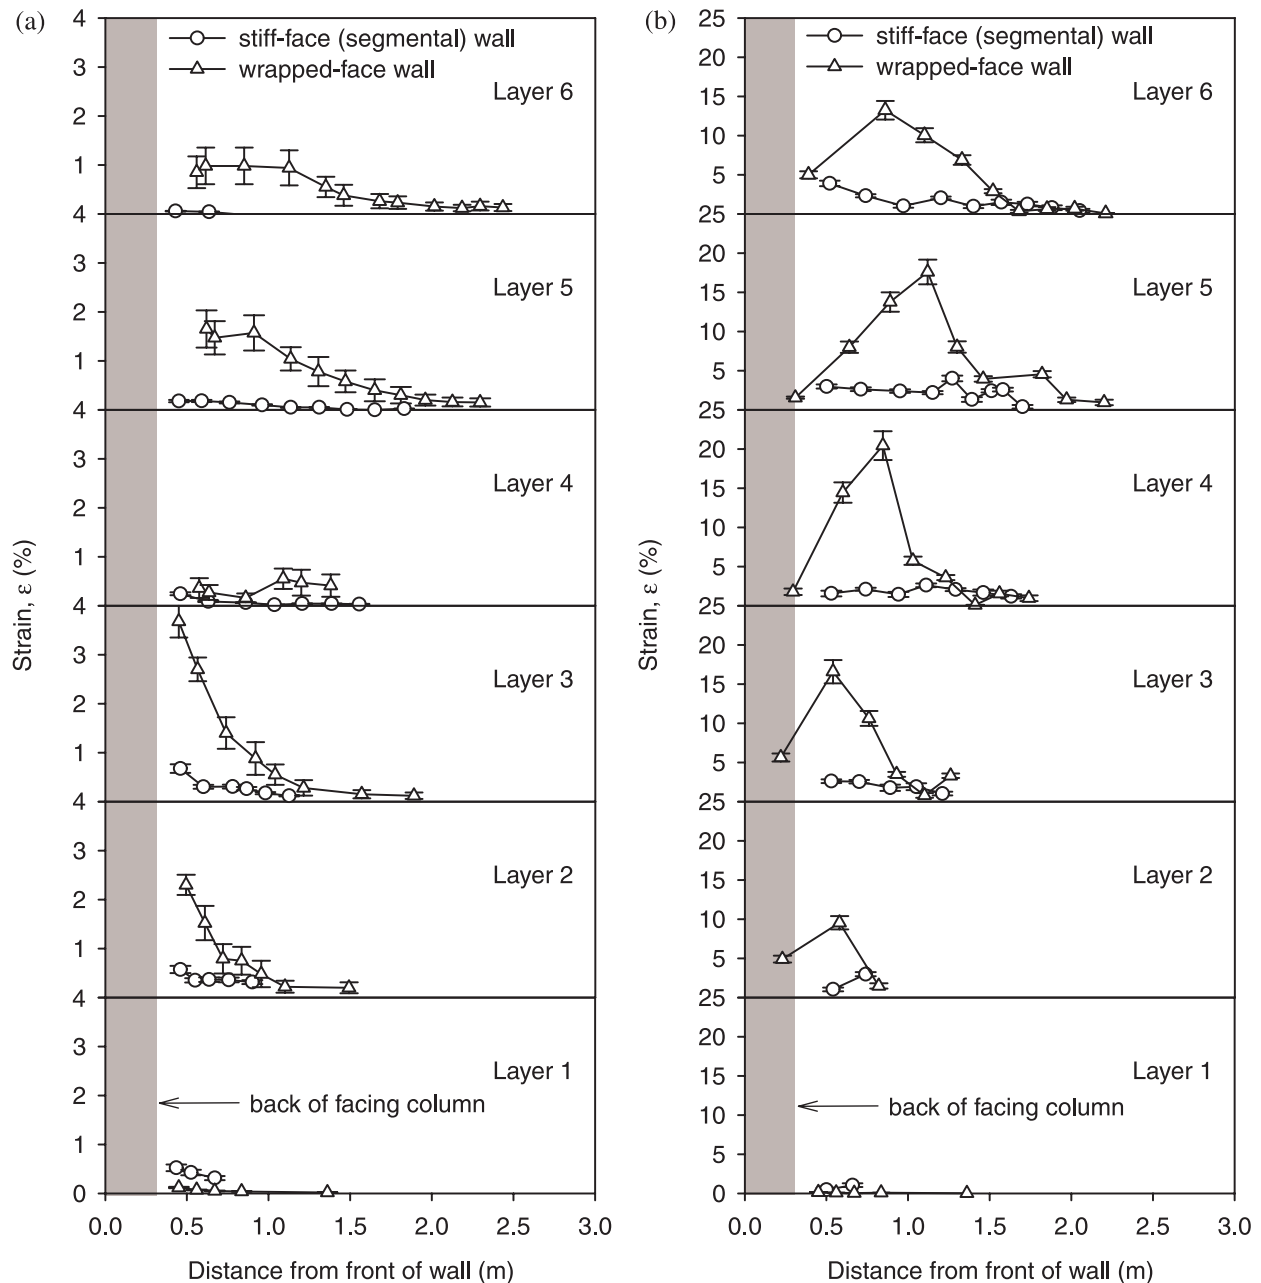 (a)
4
3
2
1
4
3
2
1
4
3
2
1
4
3
2
1
4
3
2
1
4
3
2
1
0
stiff-face (segmental) wall
wrapped-face wall
Layer 6
Layer 5
Layer 4
Layer 3
Layer 2
Layer 1
back of facing column
Strain, ε (%)
0.0 0.5 1.0 1.5 2.0 2.5 3.0
Distance from front of wall (m)
(b)
25
20
15
10
5
25
20
15
10
5
25
20
15
10
5
25
20
15
10
5
25
20
15
10
5
25
20
15
10
5
0
stiff-face (segmental) wall
wrapped-face wall
Layer 6
Layer 5
Layer 4
Layer 3
Layer 2
Layer 1
back of facing column
Strain, ε (%)
0.0 0.5 1.0 1.5 2.0 2.5 3.0
Distance from front of wall (m)